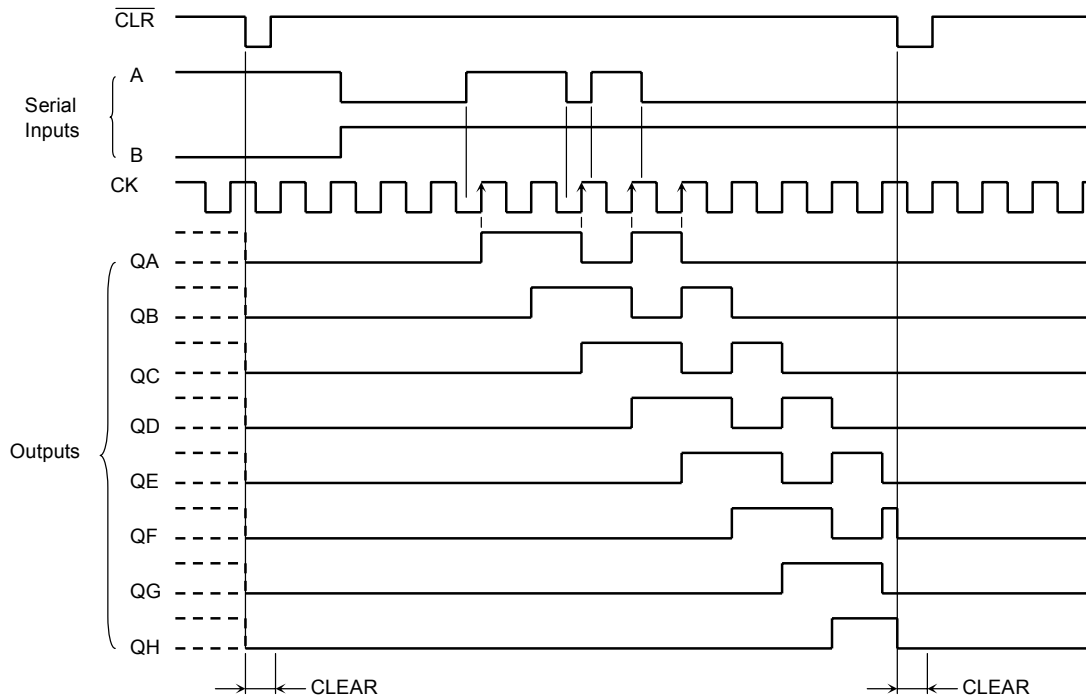 CLR
A
Serial
Inputs
B
CK
QA
QB
QC
QD
Outputs
QE
QF
QG
QH
CLEAR CLEAR